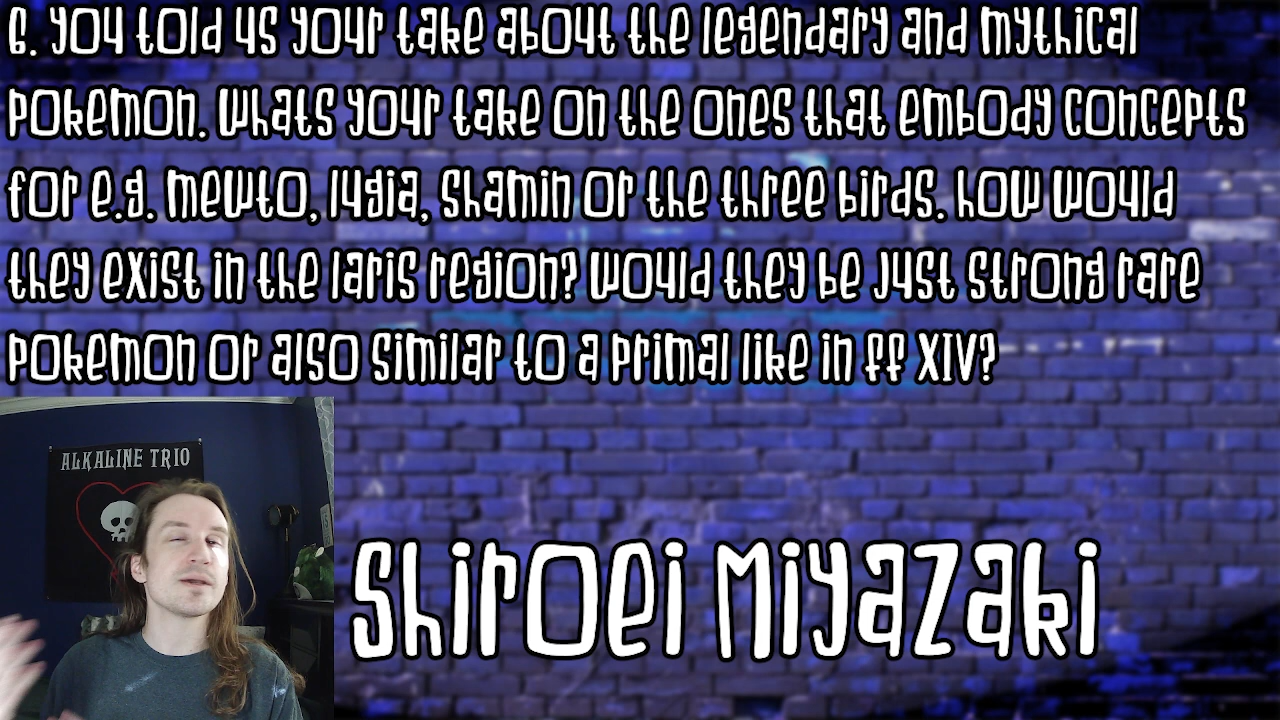 6. you told us your take about the legendary and mythical
pokemon. Whats your take on the ones that embody concepts
for e.g. mewto, lugia, shamin or the three birds. how would
they exist in the laris region? would they be just strong rare
pokemon or also similar to a primal like in ff XIV?
ALKALINE TRIO
Shiroei Miyazaki